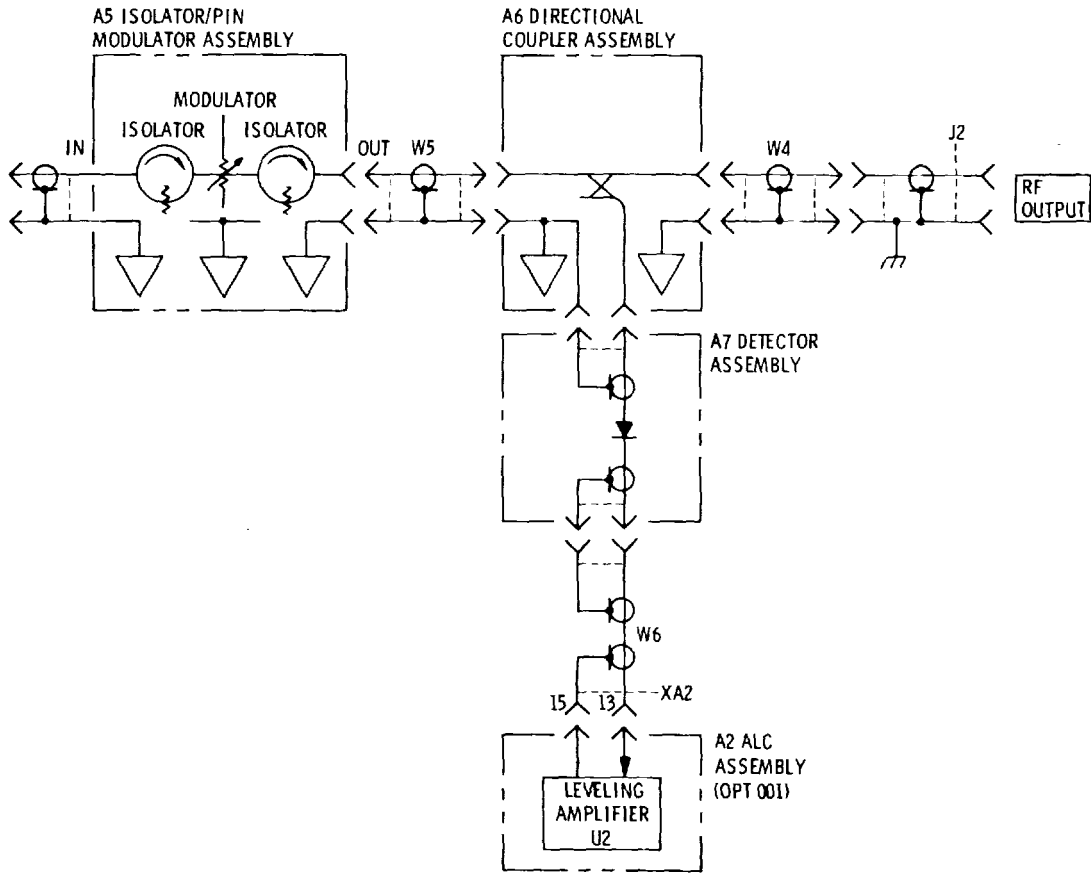 A5 ISOLATOR/PIN
MODULATOR ASSEMBLY
A6 DIRECTIONAL
COUPLER ASSEMBLY
MODULATOR
ISOLATOR
ISOLATOR
IN
OUT
W5
W4
J2
RF
OUTPUT
A7 DETECTOR
ASSEMBLY
W6
15
13
XA2
A2 ALC
ASSEMBLY
(OPT 001)
LEVELING
AMPLIFIER
U2